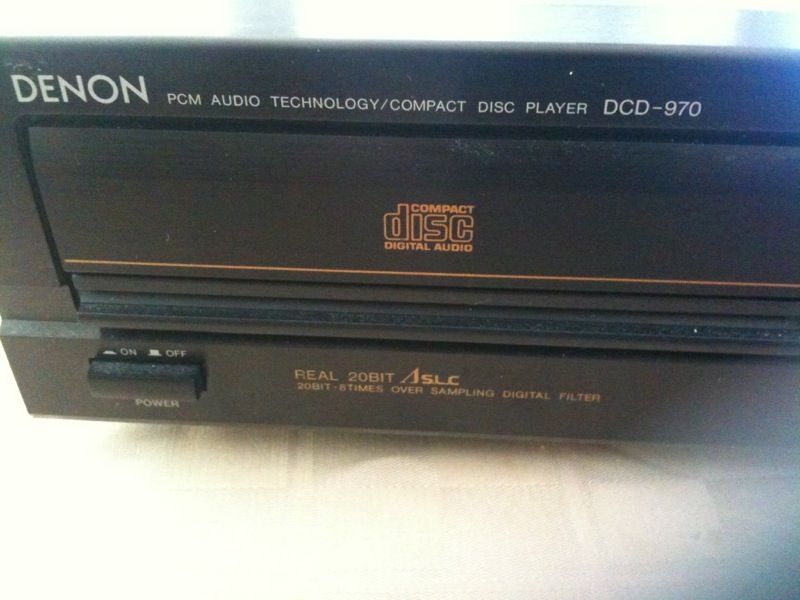 DENON PCM AUDIO TECHNOLOGY/COMPACT DISC PLAYER DCD-970
COMPACT
disc
DIGITAL AUDIO
ON OFF
POWER
REAL 20BIT ΛS.L.C
20BIT·8TIMES OVER SAMPLING DIGITAL FILTER